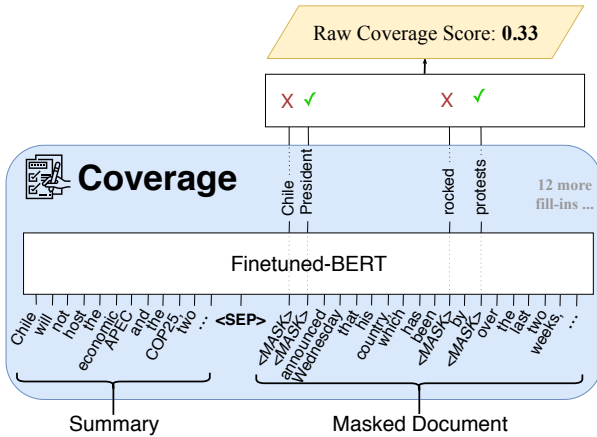 Raw Coverage Score: 0.33
X ✓ X ✓
Coverage
Chile
President
rocked
protests
12 more
fill-ins ...
Finetuned-BERT
Chile
will
not
host
the
economic
APEC
and
the
COP25,
two
...
<SEP>
<MASK>
<MASK>
announced
Wednesday
that
his
country,
which
has
been
<MASK>
by
<MASK>
over
the
last
two
weeks,
...
Summary
Masked Document